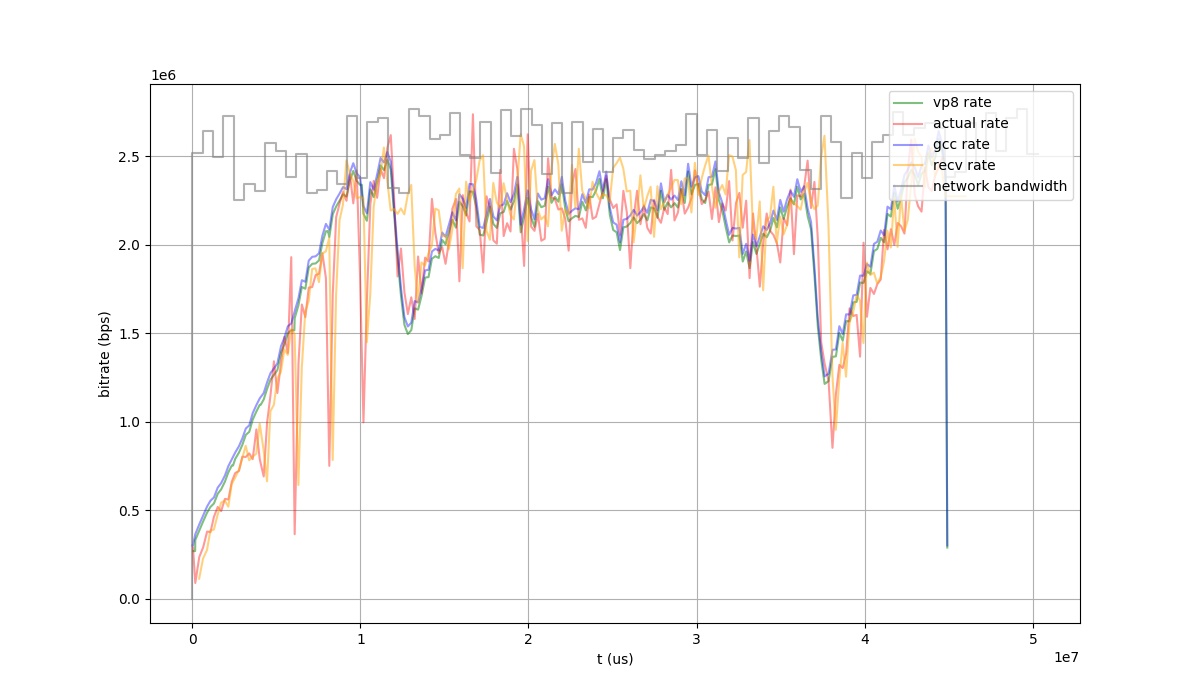 1e6
vp8 rate
actual rate
gcc rate
recv rate
network bandwidth
2.5
2.0
1.5
1.0
0.5
0.0
bitrate (bps)
0 1 2 3 4 5
t (us)
1e7